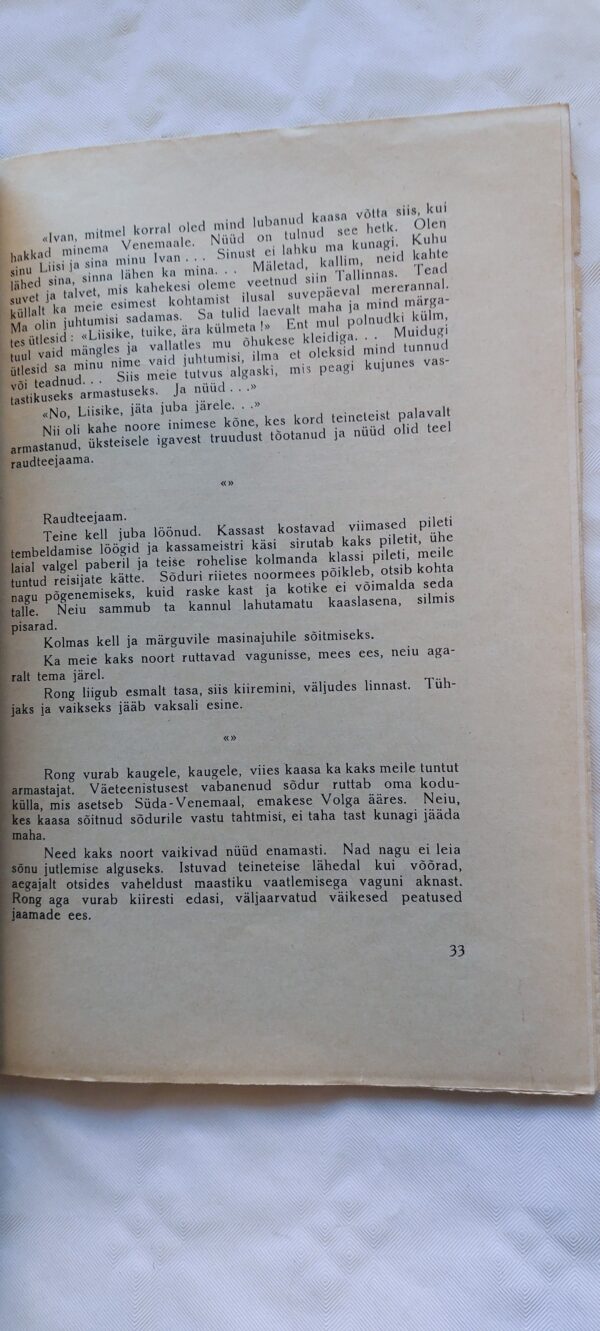 «Ivan, mitmel korral oled mind lubanud kaasa võtta siis, kui
hakkad minema Venemaale. Nüüd on tulnud see hetk. Olen
sinu Liisi ja sina minu Ivan . . . Sinust ei lahku ma kunagi. Kuhu
lähed sina, sinna lähen ka mina. . . Mäletad, kallim, neid kahte
suvet ja talvet, mis kahekesi oleme veetnud siin Tallinnas. Tead
küllalt ka meie esimest kohtamist ilusal suvepäeval mererannal.
Ma olin juhtumisi sadamas. Sa tulid laevalt maha ja mind märga-
tes ütlesid: «Liisike, tuike, ära külmeta!» Ent mul polnudki külm,
tuul vaid mängles ja vallatles mu õhukese kleidiga. . . Muidugi
ütlesid sa minu nime vaid juhtumisi, ilma et oleksid mind tunnud
või teadnud. . . Siis meie tutvus algaski, mis peagi kujunes vas-
tastikuseks armastuseks. Ja nüüd . . .»
«No, Liisike, jäta juba järele. . .»
Nii oli kahe noore inimese kõne, kes kord teineteist palavalt
armastanud, üksteisele igavest truudust tõotanud ja nüüd olid teel
raudteejaama.
«»
Raudteejaam.
Teine kell juba löönud. Kassast kostavad viimased pileti
tembeldamise löögid ja kassameistri käsi sirutab kaks piletit, ühe
laial valgel paberil ja teise rohelise kolmanda klassi pileti, meile
tuntud reisijate kätte. Sõduri riietes noormees põikleb, otsib kohta
nagu põgenemiseks, kuid raske kast ja kotike ei võimalda seda
talle. Neiu sammub ta kannul lahutamatu kaaslasena, silmis
pisarad.
Kolmas kell ja märguvile masinajuhile sõitmiseks.
Ka meie kaks noort ruttavad vagunisse, mees ees, neiu aga-
ralt tema järel.
Rong liigub esmalt tasa, siis kiiremini, väljudes linnast. Tüh-
jaks ja vaikseks jääb vaksali esine.
«»
Rong vurab kaugele, kaugele, viies kaasa ka kaks meile tuntut
armastajat. Väeteenistusest vabanenud sõdur ruttab oma kodu-
külla, mis asetseb Süda-Venemaal, emakese Volga ääres. Neiu,
kes kaasa sõitnud sõdurile vastu tahtmisi, ei taha tast kunagi jääda
maha.
Need kaks noort vaikivad nüüd enamasti. Nad nagu ei leia
sõnu jutlemise alguseks. Istuvad teineteise lähedal kui võõrad,
aegajalt otsides vaheldust maastiku vaatlemisega vaguni aknast.
Rong aga vurab kiiresti edasi, väljaarvatud väikesed peatused
jaamade ees.
33